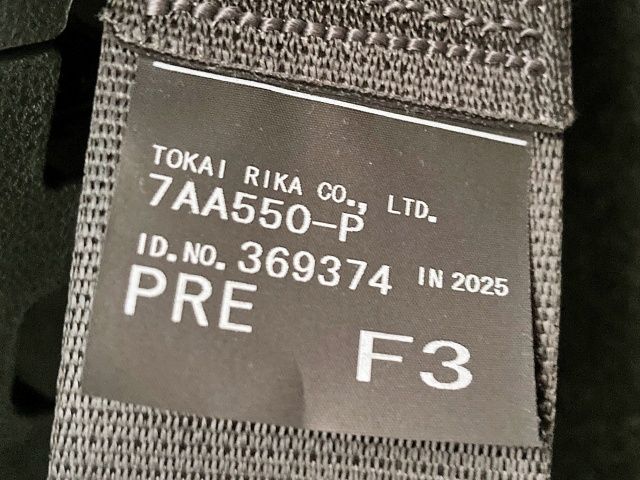 TOKAI RIKA CO., LTD.
7AA550-P
ID.NO. 369374 IN 2025
PRE
F3